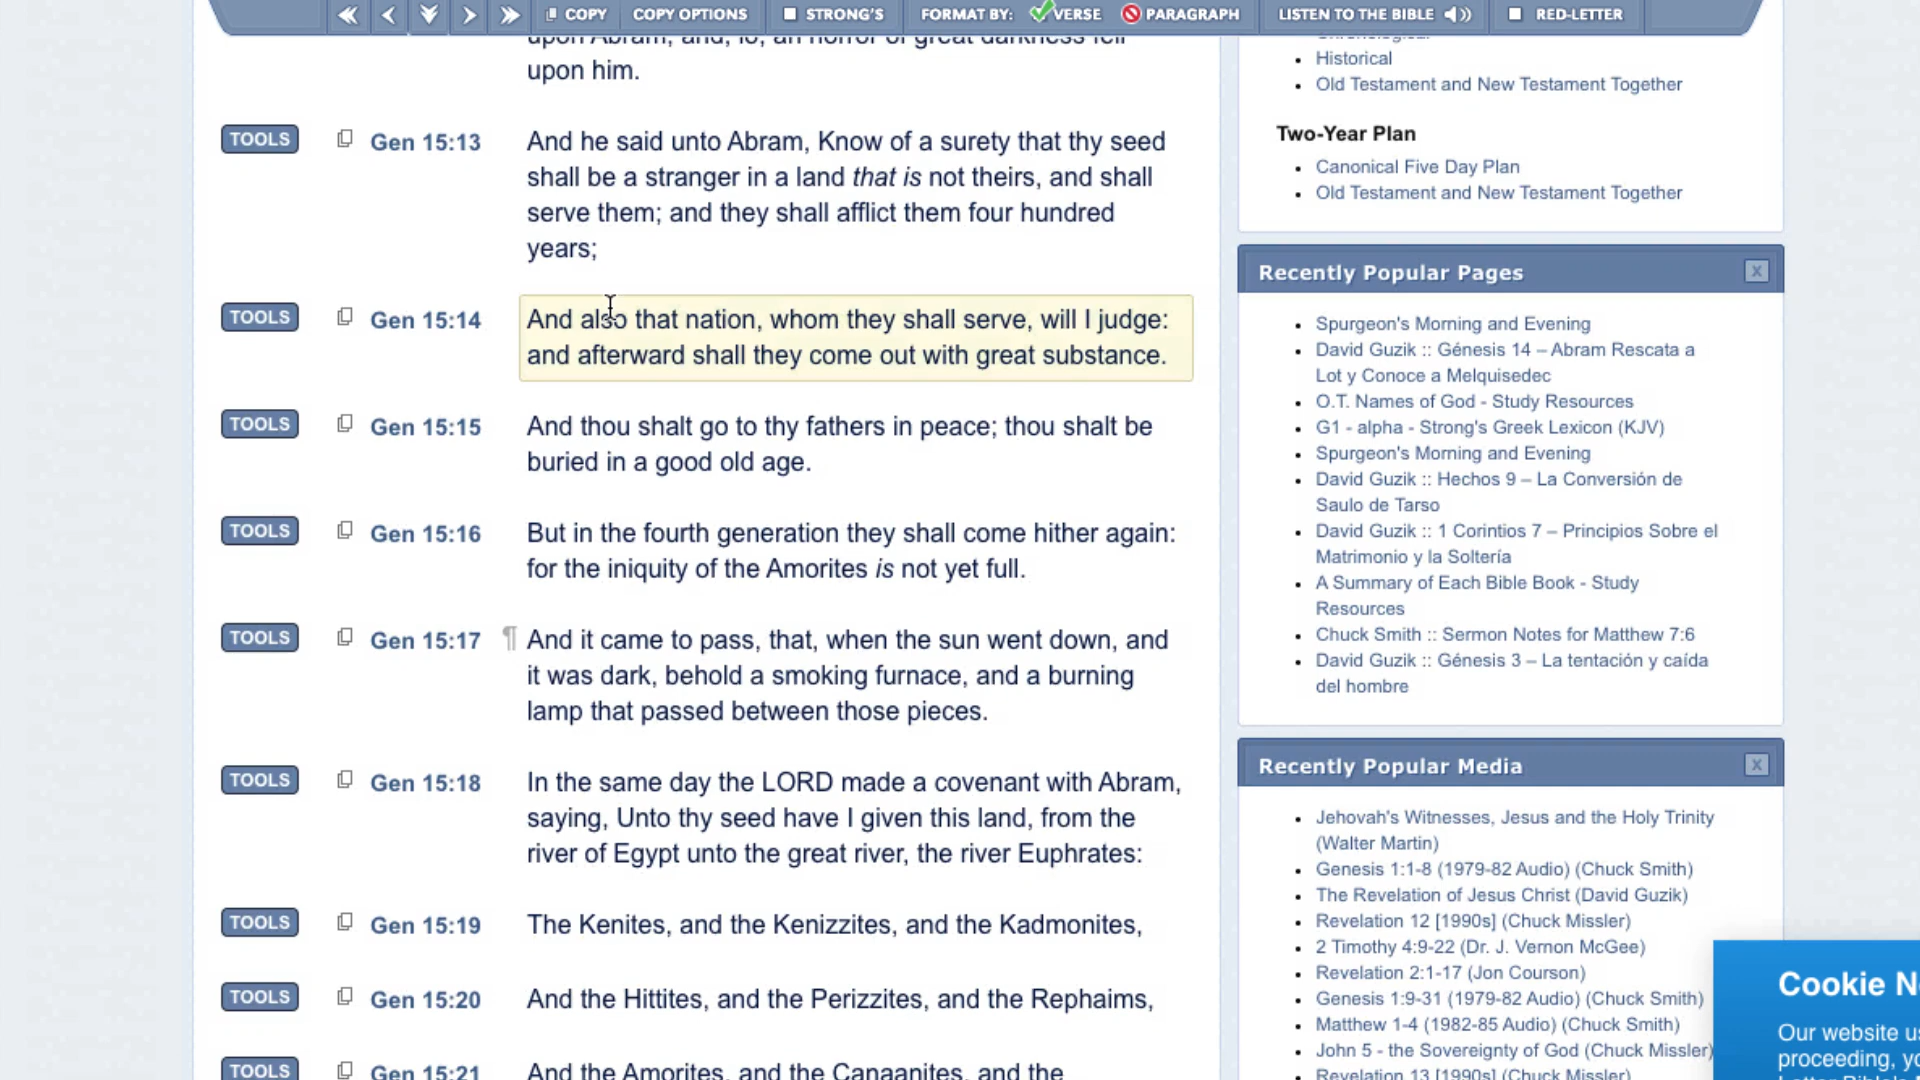 COPY COPY OPTIONS STRONG'S FORMAT BY: VERSE PARAGRAPH LISTEN TO THE BIBLE RED-LETTER
upon Abram; and, lo, an horror of great darkness fell
upon him.
TOOLS Gen 15:13 And he said unto Abram, Know of a surety that thy seed
shall be a stranger in a land that is not theirs, and shall
serve them; and they shall afflict them four hundred
years;
TOOLS Gen 15:14 And also that nation, whom they shall serve, will I judge:
and afterward shall they come out with great substance.
TOOLS Gen 15:15 And thou shalt go to thy fathers in peace; thou shalt be
buried in a good old age.
TOOLS Gen 15:16 But in the fourth generation they shall come hither again:
for the iniquity of the Amorites is not yet full.
TOOLS Gen 15:17 ¶ And it came to pass, that, when the sun went down, and
it was dark, behold a smoking furnace, and a burning
lamp that passed between those pieces.
TOOLS Gen 15:18 In the same day the LORD made a covenant with Abram,
saying, Unto thy seed have I given this land, from the
river of Egypt unto the great river, the river Euphrates:
TOOLS Gen 15:19 The Kenites, and the Kenizzites, and the Kadmonites,
TOOLS Gen 15:20 And the Hittites, and the Perizzites, and the Rephaims,
TOOLS Gen 15:21 And the Amorites, and the Canaanites, and the
Chronological
Historical
Old Testament and New Testament Together
Two-Year Plan
Canonical Five Day Plan
Old Testament and New Testament Together
Recently Popular Pages X
Spurgeon's Morning and Evening
David Guzik :: Génesis 14 – Abram Rescata a
Lot y Conoce a Melquisedec
O.T. Names of God - Study Resources
G1 - alpha - Strong's Greek Lexicon (KJV)
Spurgeon's Morning and Evening
David Guzik :: Hechos 9 – La Conversión de
Saulo de Tarso
David Guzik :: 1 Corintios 7 – Principios Sobre el
Matrimonio y la Soltería
A Summary of Each Bible Book - Study
Resources
Chuck Smith :: Sermon Notes for Matthew 7:6
David Guzik :: Génesis 3 – La tentación y caída
del hombre
Recently Popular Media X
Jehovah's Witnesses, Jesus and the Holy Trinity
(Walter Martin)
Genesis 1:1-8 (1979-82 Audio) (Chuck Smith)
The Revelation of Jesus Christ (David Guzik)
Revelation 12 [1990s] (Chuck Missler)
2 Timothy 4:9-22 (Dr. J. Vernon McGee)
Revelation 2:1-17 (Jon Courson)
Genesis 1:9-31 (1979-82 Audio) (Chuck Smith)
Matthew 1-4 (1982-85 Audio) (Chuck Smith)
John 5 - the Sovereignty of God (Chuck Missler)
Revelation 13 [1990s] (Chuck Missler)
Cookie N
Our website us
proceeding, yo